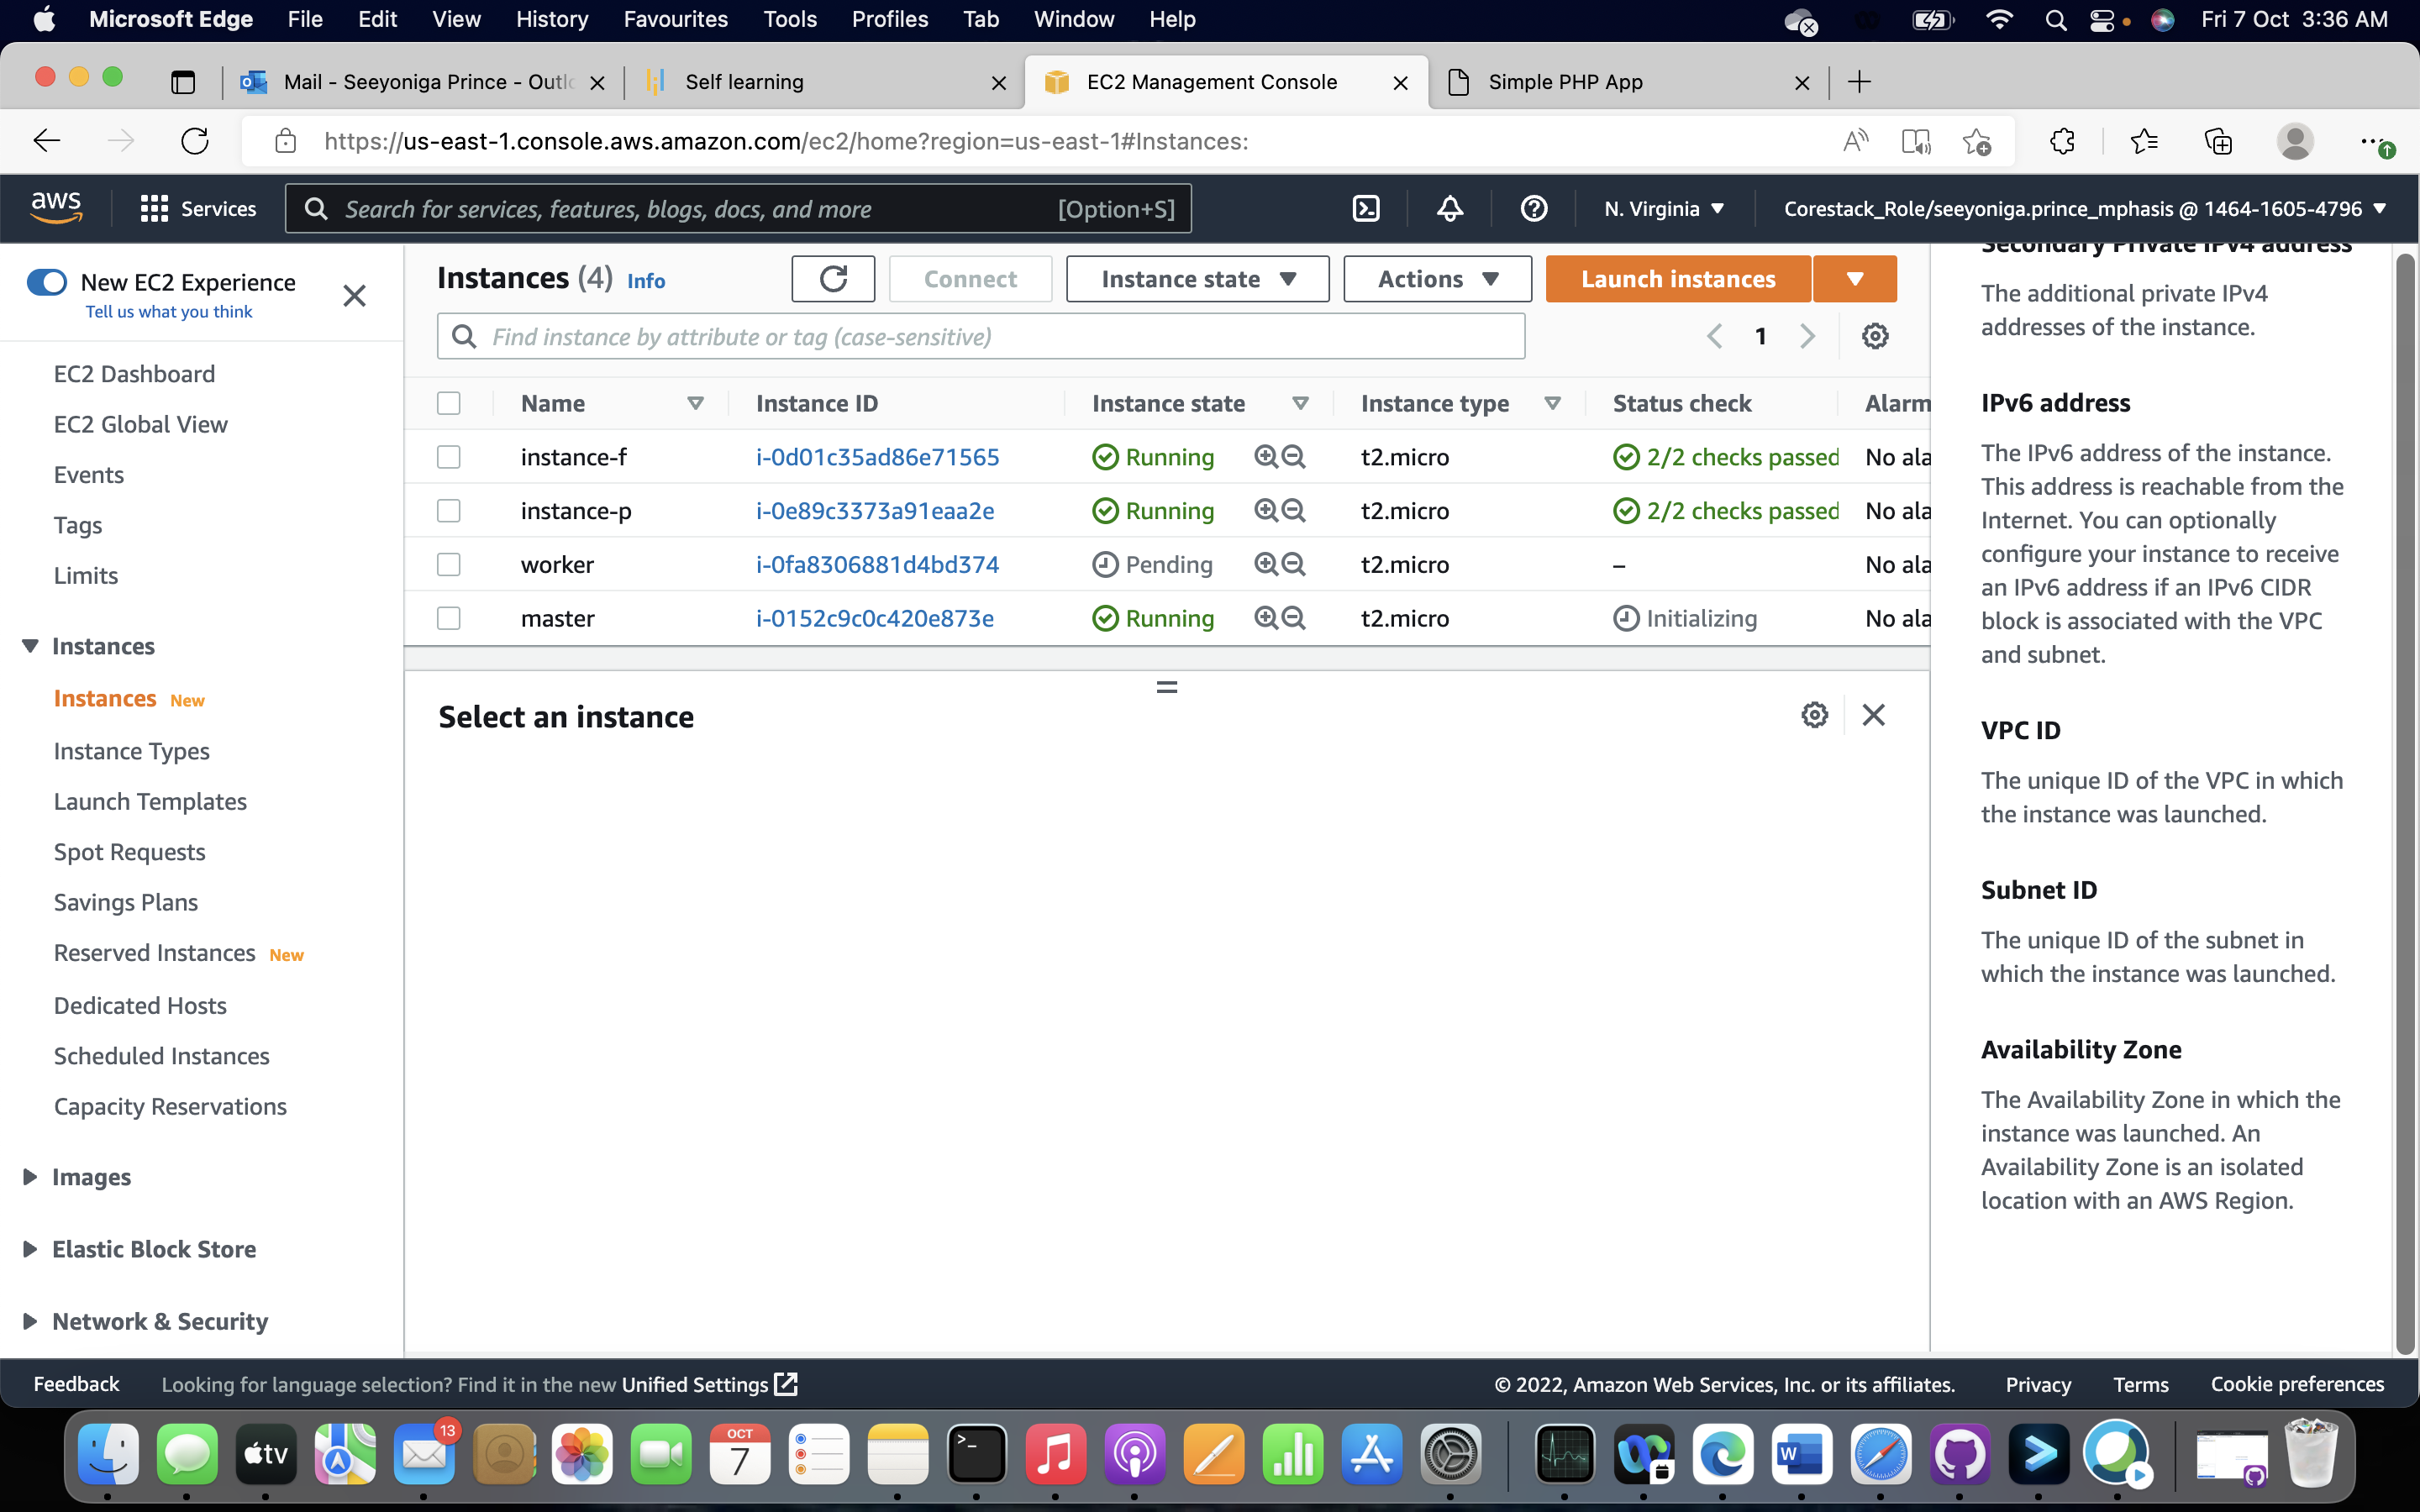 Microsoft Edge File Edit View History Favourites Tools Profiles Tab Window Help Fri 7 Oct 3:36 AM
Mail - Seeyoniga Prince - Outlo Self learning EC2 Management Console Simple PHP App
https://us-east-1.console.aws.amazon.com/ec2/home?region=us-east-1#Instances:
aws Services Search for services, features, blogs, docs, and more [Option+S] N. Virginia Corestack_Role/seeyoniga.prince_mphasis @ 1464-1605-4796
New EC2 Experience
Tell us what you think
EC2 Dashboard
EC2 Global View
Events
Tags
Limits
Instances
Instances New
Instance Types
Launch Templates
Spot Requests
Savings Plans
Reserved Instances New
Dedicated Hosts
Scheduled Instances
Capacity Reservations
Images
Elastic Block Store
Network & Security
Instances (4) Info Connect Instance state Actions Launch instances
Find instance by attribute or tag (case-sensitive) 1
Name Instance ID Instance state Instance type Status check Alarm
instance-f i-0d01c35ad86e71565 Running t2.micro 2/2 checks passed No ala
instance-p i-0e89c3373a91eaa2e Running t2.micro 2/2 checks passed No ala
worker i-0fa8306881d4bd374 Pending t2.micro – No ala
master i-0152c9c0c420e873e Running t2.micro Initializing No ala
Select an instance
Secondary Private IPv4 address
The additional private IPv4
addresses of the instance.
IPv6 address
The IPv6 address of the instance.
This address is reachable from the
Internet. You can optionally
configure your instance to receive
an IPv6 address if an IPv6 CIDR
block is associated with the VPC
and subnet.
VPC ID
The unique ID of the VPC in which
the instance was launched.
Subnet ID
The unique ID of the subnet in
which the instance was launched.
Availability Zone
The Availability Zone in which the
instance was launched. An
Availability Zone is an isolated
location with an AWS Region.
Feedback Looking for language selection? Find it in the new Unified Settings © 2022, Amazon Web Services, Inc. or its affiliates. Privacy Terms Cookie preferences
tv 13 OCT 7 W